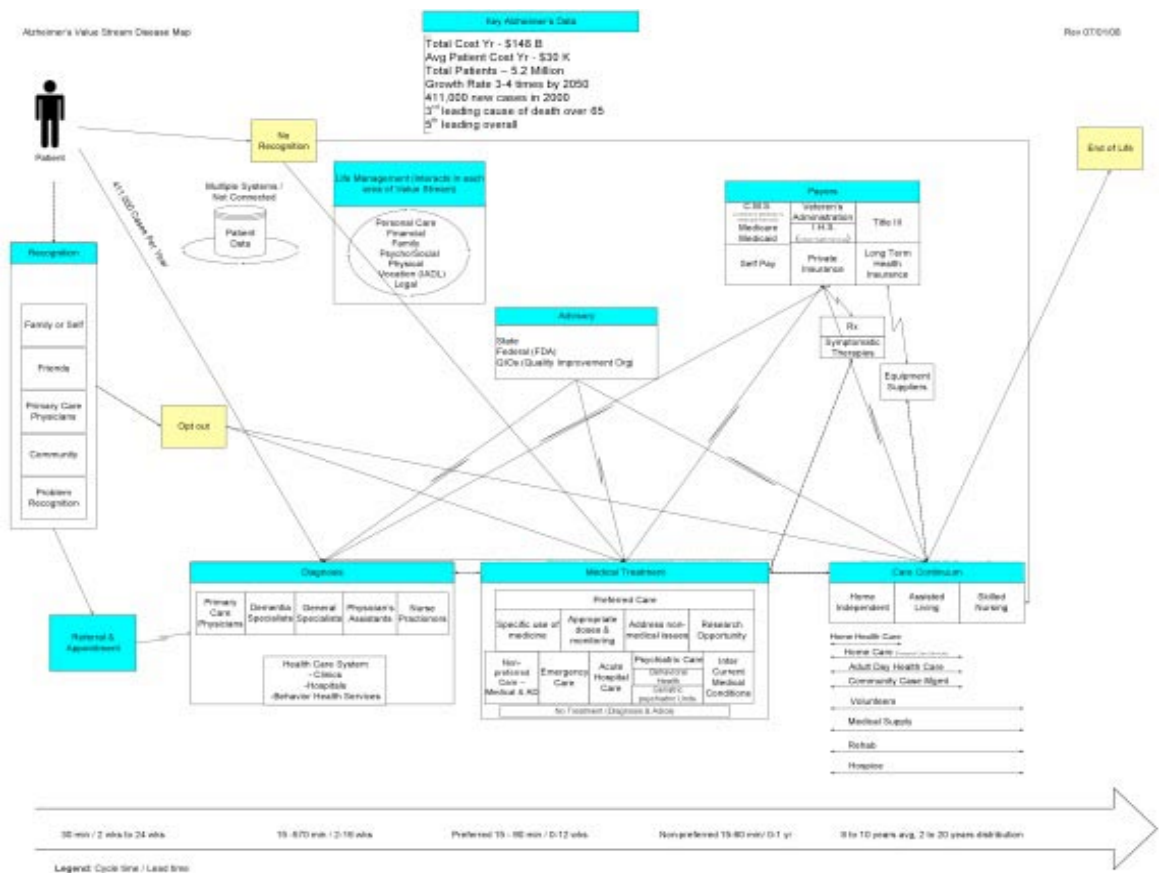 Alzheimer's Value Stream Disease Map
Key Alzheimer's Data
Rev 07/01/08
Total Cost Yr - $148 B
Avg Patient Cost Yr - $30 K
Total Patients – 5.2 Million
Growth Rate 3-4 times by 2050
411,000 new cases in 2000
3rd leading cause of death over 65
5th leading overall
Patient
No
Recognition
End of Life
411,000 Cases Per Year
Multiple Systems /
Not Connected
Patient
Data
Life Management (Interacts in each
area of Value Stream)
Personal Care
Financial
Family
Psycho/Social
Physical
Vocation (IADL)
Legal
Payers
C.M.S.
Medicare
Medicaid
Veteran's
Administration
I.H.S.
Title III
Self Pay
Private
Insurance
Long Term
Health
Insurance
Recognition
Family or Self
Friends
Primary Care
Physicians
Community
Problem
Recognition
Advisory
State
Federal (FDA)
QIOs (Quality Improvement Org)
Rx
Symptomatic
Therapies
Equipment
Suppliers
Opt out
Referral &
Appointment
Diagnosis
Primary
Care
Physicians
Dementia
Specialists
General
Specialists
Physician's
Assistants
Nurse
Practioners
Health Care System
-Clinics
-Hospitals
-Behavior Health Services
Medical Treatment
Preferred Care
Specific use of
medicine
Appropriate
dose &
monitoring
Address non-
medical issues
Research
Opportunity
Non-
preferred
Care –
Medical & AD
Emergency
Care
Acute
Hospital
Care
Psychiatric Care
Behavioral
Health
Geriatric
psychiatric Units
Inter
Current
Medical
Conditions
No Treatment (Diagnose & Adios)
Care Continuum
Home
Independent
Assisted
Living
Skilled
Nursing
Home Health Care
Home Care
Adult Day Health Care
Community Case Mgmt
Volunteers
Medical Supply
Rehab
Hospice
30 min / 2 wks to 24 wks
15 -670 min / 2-16 wks
Preferred 15 - 90 min / 0-12 wks
Non-preferred 15-60 min/ 0-1 yr
8 to 10 years avg, 2 to 20 years distribution
Legend: Cycle time / Lead time